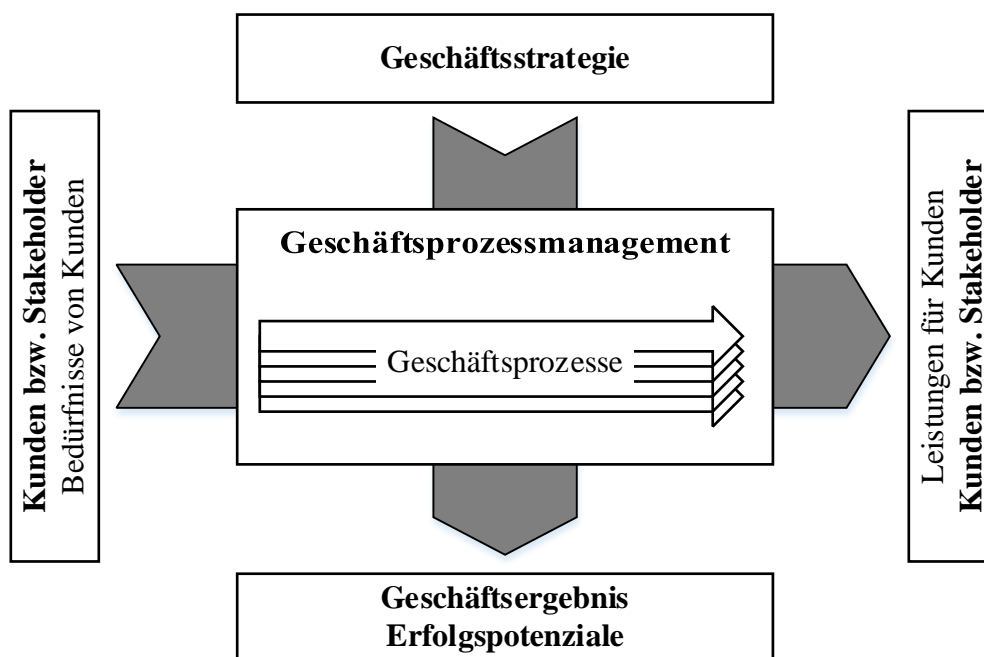 Geschäftsstrategie
Kunden bzw. Stakeholder
Bedürfnisse von Kunden
Geschäftsprozessmanagement
Geschäftsprozesse
Leistungen für Kunden
Kunden bzw. Stakeholder
Geschäftsergebnis
Erfolgspotenziale